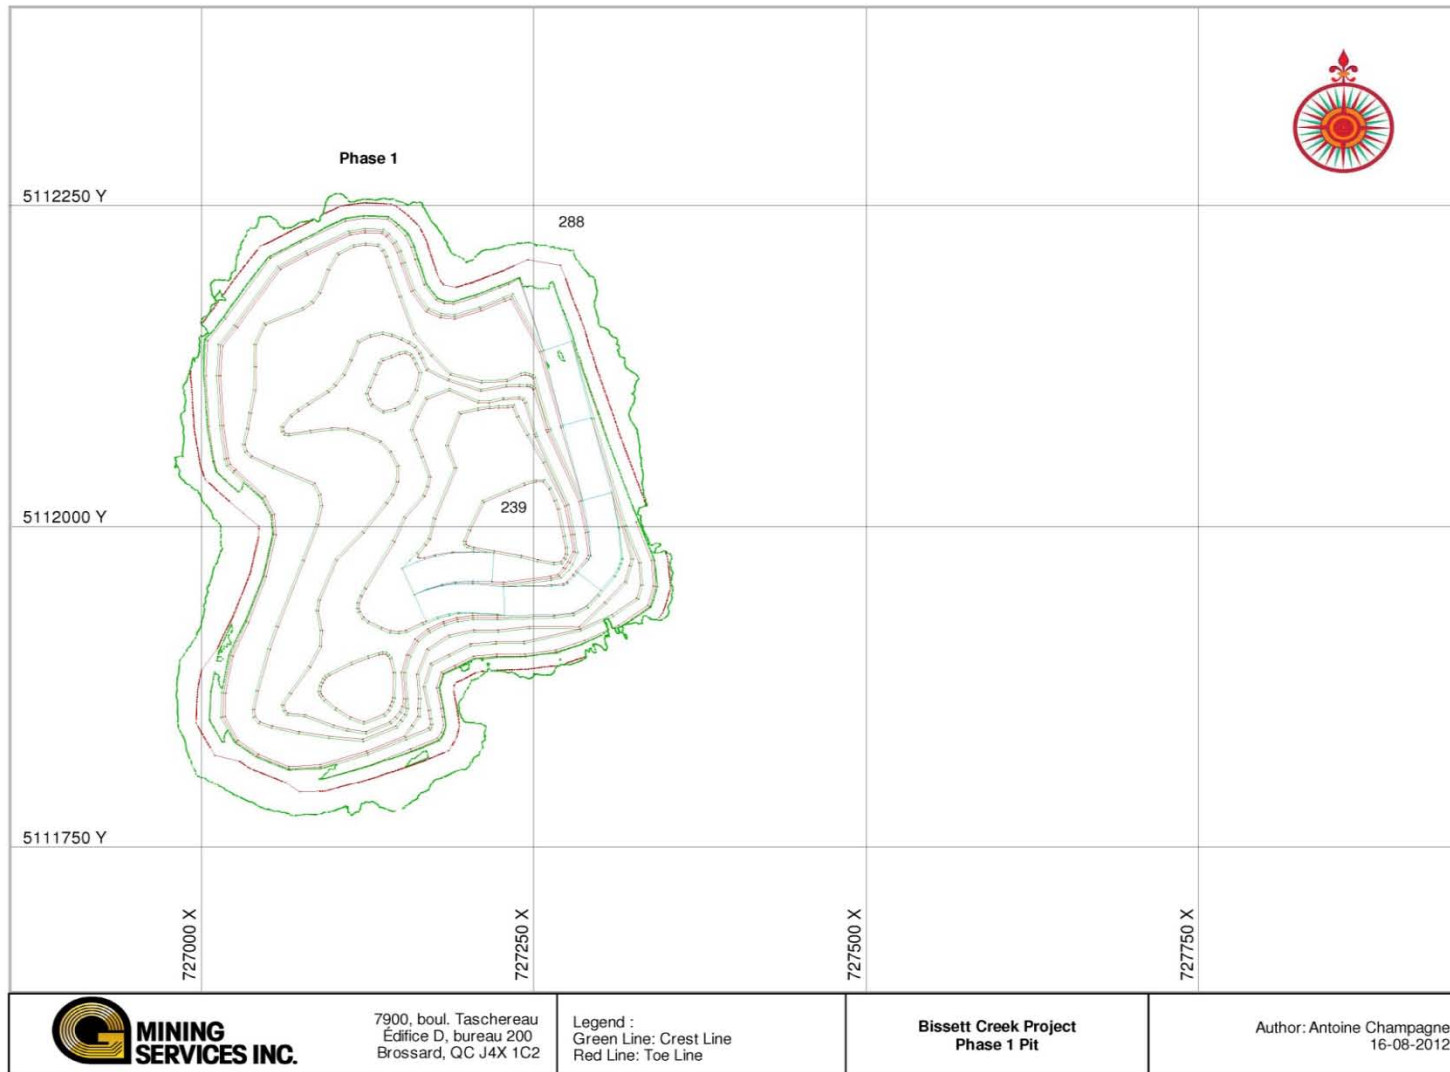 Phase 1
5112250 Y
288
239
5112000 Y
5111750 Y
727000 X
727250 X
727500 X
727750 X
G MINING
SERVICES INC.
7900, boul. Taschereau
Édifice D, bureau 200
Brossard, QC J4X 1C2
Legend :
Green Line: Crest Line
Red Line: Toe Line
Bissett Creek Project
Phase 1 Pit
Author: Antoine Champagne
16-08-2012